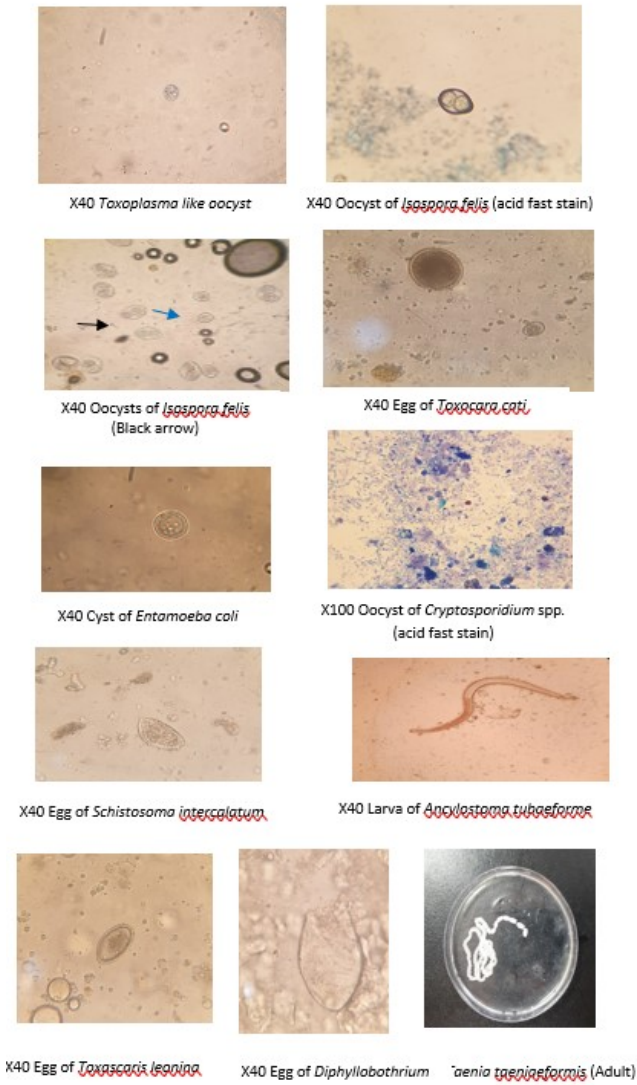 X40 Toxoplasma like oocyst
X40 Oocyst of Isospora felis (acid fast stain)
X40 Oocysts of Isospora felis
(Black arrow)
X40 Egg of Toxocara cati
X40 Cyst of Entamoeba coli
X100 Oocyst of Cryptosporidium spp.
(acid fast stain)
X40 Egg of Schistosoma intercalatum
X40 Larva of Ancylostoma tubaeforme
X40 Egg of Toxascaris leonina
X40 Egg of Diphyllobothrium
aenia taeniaeformis (Adult)